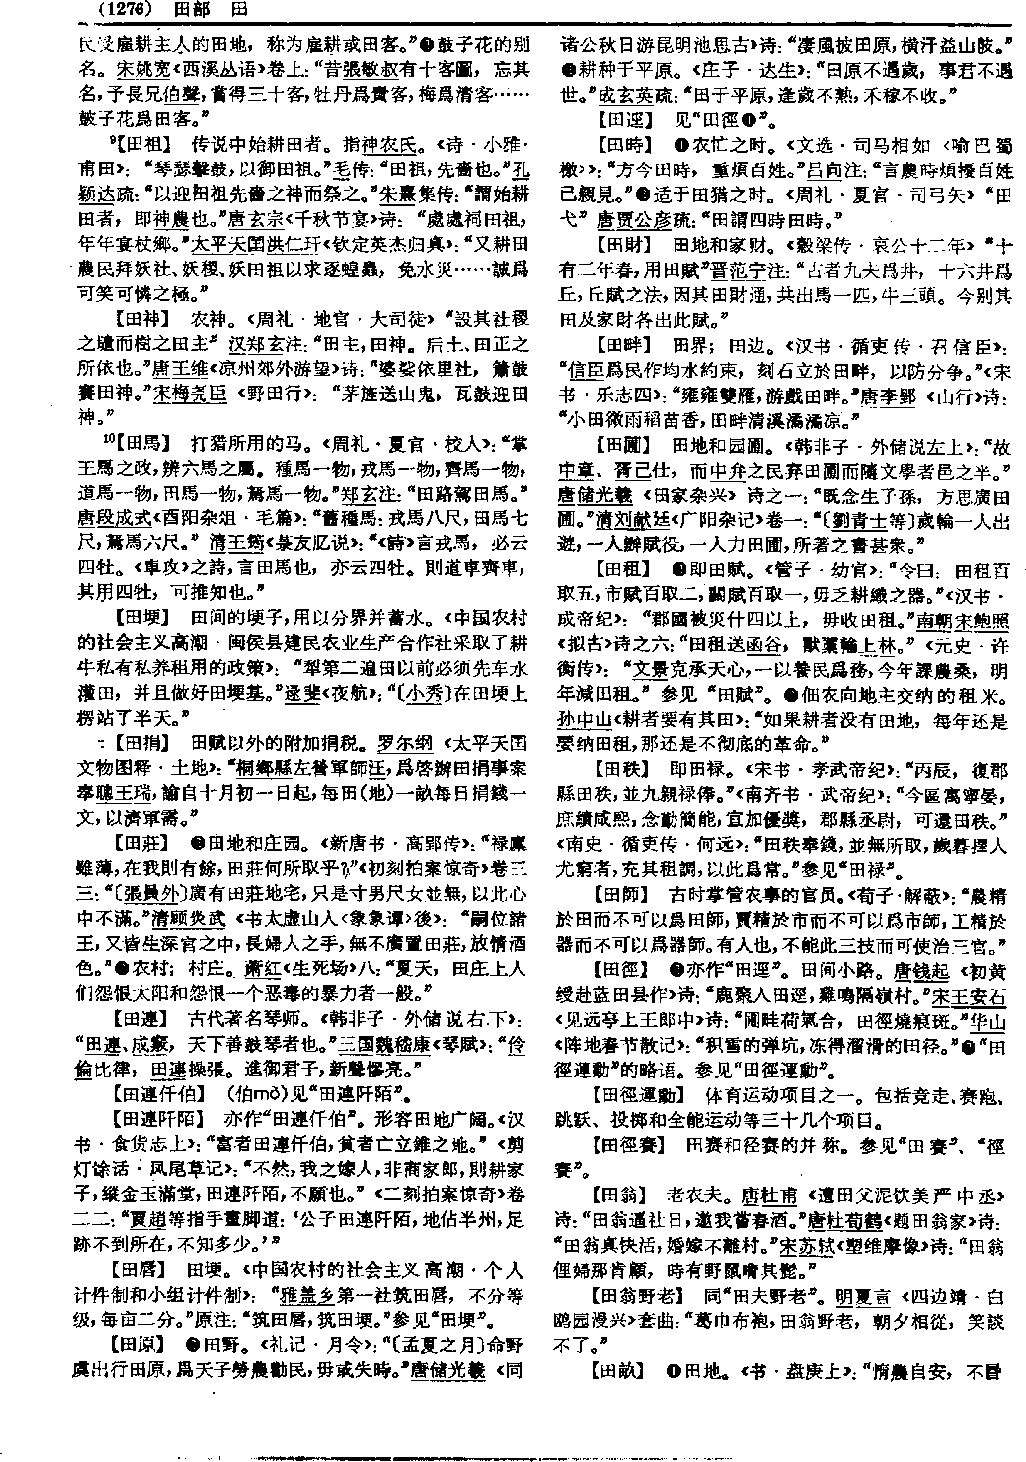 (1276) 田部 田
民受雇耕主人的田地，称为雇耕或田客。”❷鼓子花的别
名。宋姚宽《西溪丛语》卷上：“昔張敏叔有十客圖，忘其
名，予長兄伯聲，嘗得三十客，牡丹爲貴客，梅爲清客……
鼓子花爲田客。”
⁹【田祖】 传说中始耕田者。指神农氏。《诗·小雅·
甫田》：“琴瑟擊鼓，以御田祖。”毛传：“田祖，先嗇也。”孔
颖达疏：“以迎田祖先嗇之神而祭之。”朱熹集传：“謂始耕
田者，即神農也。”唐玄宗《千秋节宴》诗：“處處祠田祖，
年年宴杖鄉。”太平天囯洪仁玕《钦定英杰归真》：“又耕田
農民拜妖社、妖稷、妖田祖以求逐蝗蟲，免水災……誠爲
可笑可憐之極。”
【田神】 农神。《周礼·地官·大司徒》“設其社稷
之壝而樹之田主”汉郑玄注：“田主，田神。后土、田正之
所依也。”唐王维《凉州郊外游望》诗：“婆娑依里社，簫鼓
賽田神。”宋梅尧臣《野田行》：“茅旌送山鬼，瓦鼓迎田
神。”
¹⁰【田馬】 打猎所用的马。《周礼·夏官·校人》：“掌
王馬之政，辨六馬之屬。種馬一物，戎馬一物，齊馬一物，
道馬一物，田馬一物，駑馬一物。”郑玄注：“田路駕田馬。”
唐段成式《酉阳杂俎·毛篇》：“舊種馬：戎馬八尺，田馬七
尺，駑馬六尺。”清王筠《菉友肊说》：“《詩》言戎馬，必云
四牡。《車攻》之詩，言田馬也，亦云四牡。則道車齊車，
其用四牡，可推知也。”
【田埂】 田间的埂子，用以分界并蓄水。《中国农村
的社会主义高潮·闽侯县建民农业生产合作社采取了耕
牛私有私养租用的政策》：“犁第二遍田以前必须先车水
灌田，并且做好田埂基。”逯斐《夜航》：“〔小秀〕在田埂上
楞站了半天。”
【田捐】 田赋以外的附加捐税。罗尔纲《太平天囯
文物图释·土地》：“桐鄉縣左營軍師汪，爲啓辦田捐事案
奉聽王瑞，諭自十月初一日起，每田(地)一畝每日捐錢一
文，以濟軍需。”
【田莊】 ❶田地和庄园。《新唐书·高郢传》：“禄廩
雖薄，在我則有餘，田莊何所取乎？”《初刻拍案惊奇》卷三
三：“〔張員外〕廣有田莊地宅，只是寸男尺女並無，以此心
中不滿。”清顾炎武《书太虚山人〈象象谭〉後》：“嗣位諸
王，又皆生深宫之中，長婦人之手，無不廣置田莊，放情酒
色。”❷农村；村庄。萧红《生死场》八：“夏天，田庄上人
们怨恨太阳和怨恨一个恶毒的暴力者一般。”
【田連】 古代著名琴师。《韩非子·外储说右下》：
“田連、成竅，天下善鼓琴者也。”三国魏嵇康《琴赋》：“伶
倫比律，田連操張。進御君子，新聲憀亮。”
【田連仟伯】 (伯mò)见“田連阡陌”。
【田連阡陌】 亦作“田連仟伯”。形容田地广阔。《汉
书·食货志上》：“富者田連仟伯，貧者亡立錐之地。”《剪
灯馀话·凤尾草记》：“不然，我之嫁人，非商家郎，則耕家
子，縱金玉滿堂，田連阡陌，不願也。”《二刻拍案惊奇》卷
二二：“賈趙等指手畫脚道：‘公子田連阡陌，地佔半州，足
跡不到所在，不知多少。’”
【田唇】 田埂。《中国农村的社会主义高潮·个人
计件制和小组计件制》：“雅盖乡第一社筑田唇，不分等
级，每亩二分。”原注：“筑田唇，筑田埂。”参见“田埂”。
【田原】 ❶田野。《礼记·月令》：“〔孟夏之月〕命野
虞出行田原，爲天子勞農勸民，毋或失時。”唐储光羲《同
诸公秋日游昆明池思古》诗：“凄風披田原，横汙益山陂。”
❷耕种于平原。《庄子·达生》：“田原不遇歲，事君不遇
世。”成玄英疏：“田于平原，逢歲不熟，禾稼不收。”
【田逕】 见“田徑❶”。
【田時】 ❶农忙之时。《文选·司马相如〈喻巴蜀
檄〉》：“方今田時，重煩百姓。”吕向注：“言農時煩擾百姓
已親見。”❷适于田猎之时。《周礼·夏官·司弓矢》“田
弋”唐贾公彦疏：“田謂四時田時。”
【田財】 田地和家财。《穀梁传·哀公十二年》“十
有二年春，用田賦”晋范宁注：“古者九夫爲井，十六井爲
丘，丘賦之法，因其田財通，共出馬一匹，牛三頭。今别其
田及家財各出此賦。”
【田畔】 田界；田边。《汉书·循吏传·召信臣》：
“信臣爲民作均水約束，刻石立於田畔，以防分争。”《宋
书·乐志四》：“雍雍雙雁，游戲田畔。”唐李郢《山行》诗：
“小田微雨稻苗香，田畔清溪潏潏凉。”
【田圃】 田地和园圃。《韩非子·外储说左上》：“故
中章、胥己仕，而中牟之民弃田圃而隨文學者邑之半。”
唐储光羲《田家杂兴》诗之一：“既念生子孫，方思廣田
圃。”清刘献廷《广阳杂记》卷一：“〔劉青士等〕歲輪一人出
遊，一人辦賦役，一人力田圃，所著之書甚衆。”
【田租】 ❶即田赋。《管子·幼官》：“令曰：田租百
取五，市賦百取二，關賦百取一，毋乏耕織之器。”《汉书·
成帝纪》：“郡國被災什四以上，毋收田租。”南朝宋鲍照
《拟古》诗之六：“田租送函谷，獸藁輸上林。”《元史·许
衡传》：“文景克承天心，一以養民爲務，今年課農桑，明
年減田租。”参见“田賦”。❷佃农向地主交纳的租米。
孙中山《耕者要有其田》：“如果耕者没有田地，每年还是
要纳田租，那还是不彻底的革命。”
【田秩】 即田禄。《宋书·孝武帝纪》：“丙辰，復郡
縣田秩，並九親禄俸。”《南齐书·武帝纪》：“今區寓寧晏，
庶績咸熙，念勤簡能，宜加優奬，郡縣丞尉，可還田秩。”
《南史·循吏传·何远》：“田秩奉錢，並無所取，歲暮擇人
尤窮者，充其租調，以此爲常。”参见“田禄”。
【田師】 古时掌管农事的官员。《荀子·解蔽》：“農精
於田而不可以爲田師，賈精於市而不可以爲市師，工精於
器而不可以爲器師。有人也，不能此三技而可使治三官。”
【田徑】 ❶亦作“田逕”。田间小路。唐钱起《初黄
绶赴蓝田县作》诗：“鹿聚入田逕，雞鳴隔嶺村。”宋王安石
《见远亭上王郎中》诗：“圃畦荷氣合，田徑燒痕斑。”华山
《阵地春节散记》：“积雪的弹坑，冻得溜滑的田径。”❷“田
徑運動”的略语。参见“田徑運動”。
【田徑運動】 体育运动项目之一。包括竞走、赛跑、
跳跃、投掷和全能运动等三十几个项目。
【田徑賽】 田赛和径赛的并称。参见“田賽”、“徑
賽”。
【田翁】 老农夫。唐杜甫《遭田父泥饮美严中丞》
诗：“田翁逼社日，邀我嘗春酒。”唐杜荀鹤《题田翁家》诗：
“田翁真快活，婚嫁不離村。”宋苏轼《塑维摩像》诗：“田翁
俚婦那肯顧，時有野鼠啣其髭。”
【田翁野老】 同“田夫野老”。明夏言《四边靖·白
鸥园漫兴》套曲：“葛巾布袍，田翁野老，朝夕相從，笑談
不了。”
【田畝】 ❶田地。《书·盘庚上》：“惰農自安，不昬